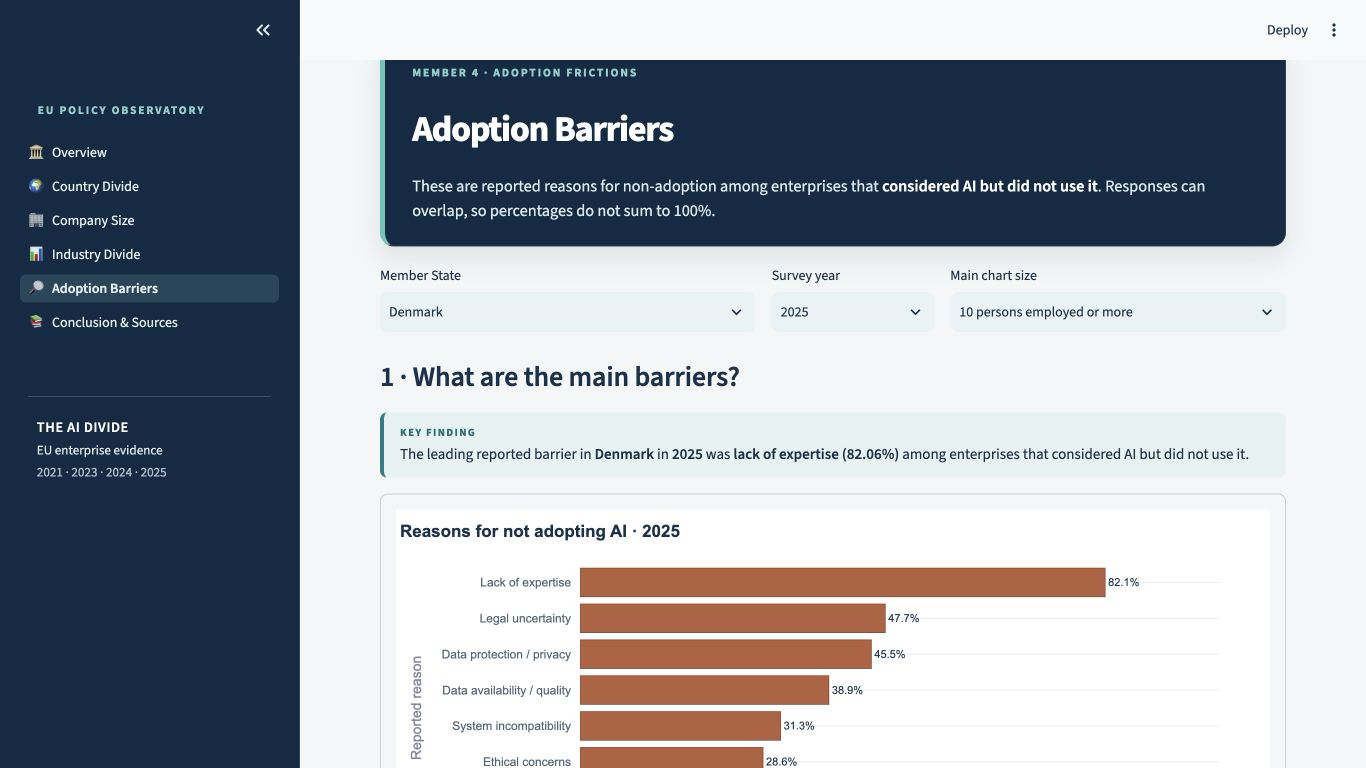 EU POLICY OBSERVATORY
Overview
Country Divide
Company Size
Industry Divide
Adoption Barriers
Conclusion & Sources
THE AI DIVIDE
EU enterprise evidence
2021 · 2023 · 2024 · 2025
Deploy
MEMBER 4 · ADOPTION FRICTIONS
Adoption Barriers
These are reported reasons for non-adoption among enterprises that considered AI but did not use it. Responses can
overlap, so percentages do not sum to 100%.
Member State
Survey year
Main chart size
Denmark
2025
10 persons employed or more
1 · What are the main barriers?
KEY FINDING
The leading reported barrier in Denmark in 2025 was lack of expertise (82.06%) among enterprises that considered AI but did not use it.
Reasons for not adopting AI · 2025
Lack of expertise 82.1%
Legal uncertainty 47.7%
Data protection / privacy 45.5%
Data availability / quality 38.9%
System incompatibility 31.3%
Ethical concerns 28.6%
Reported reason